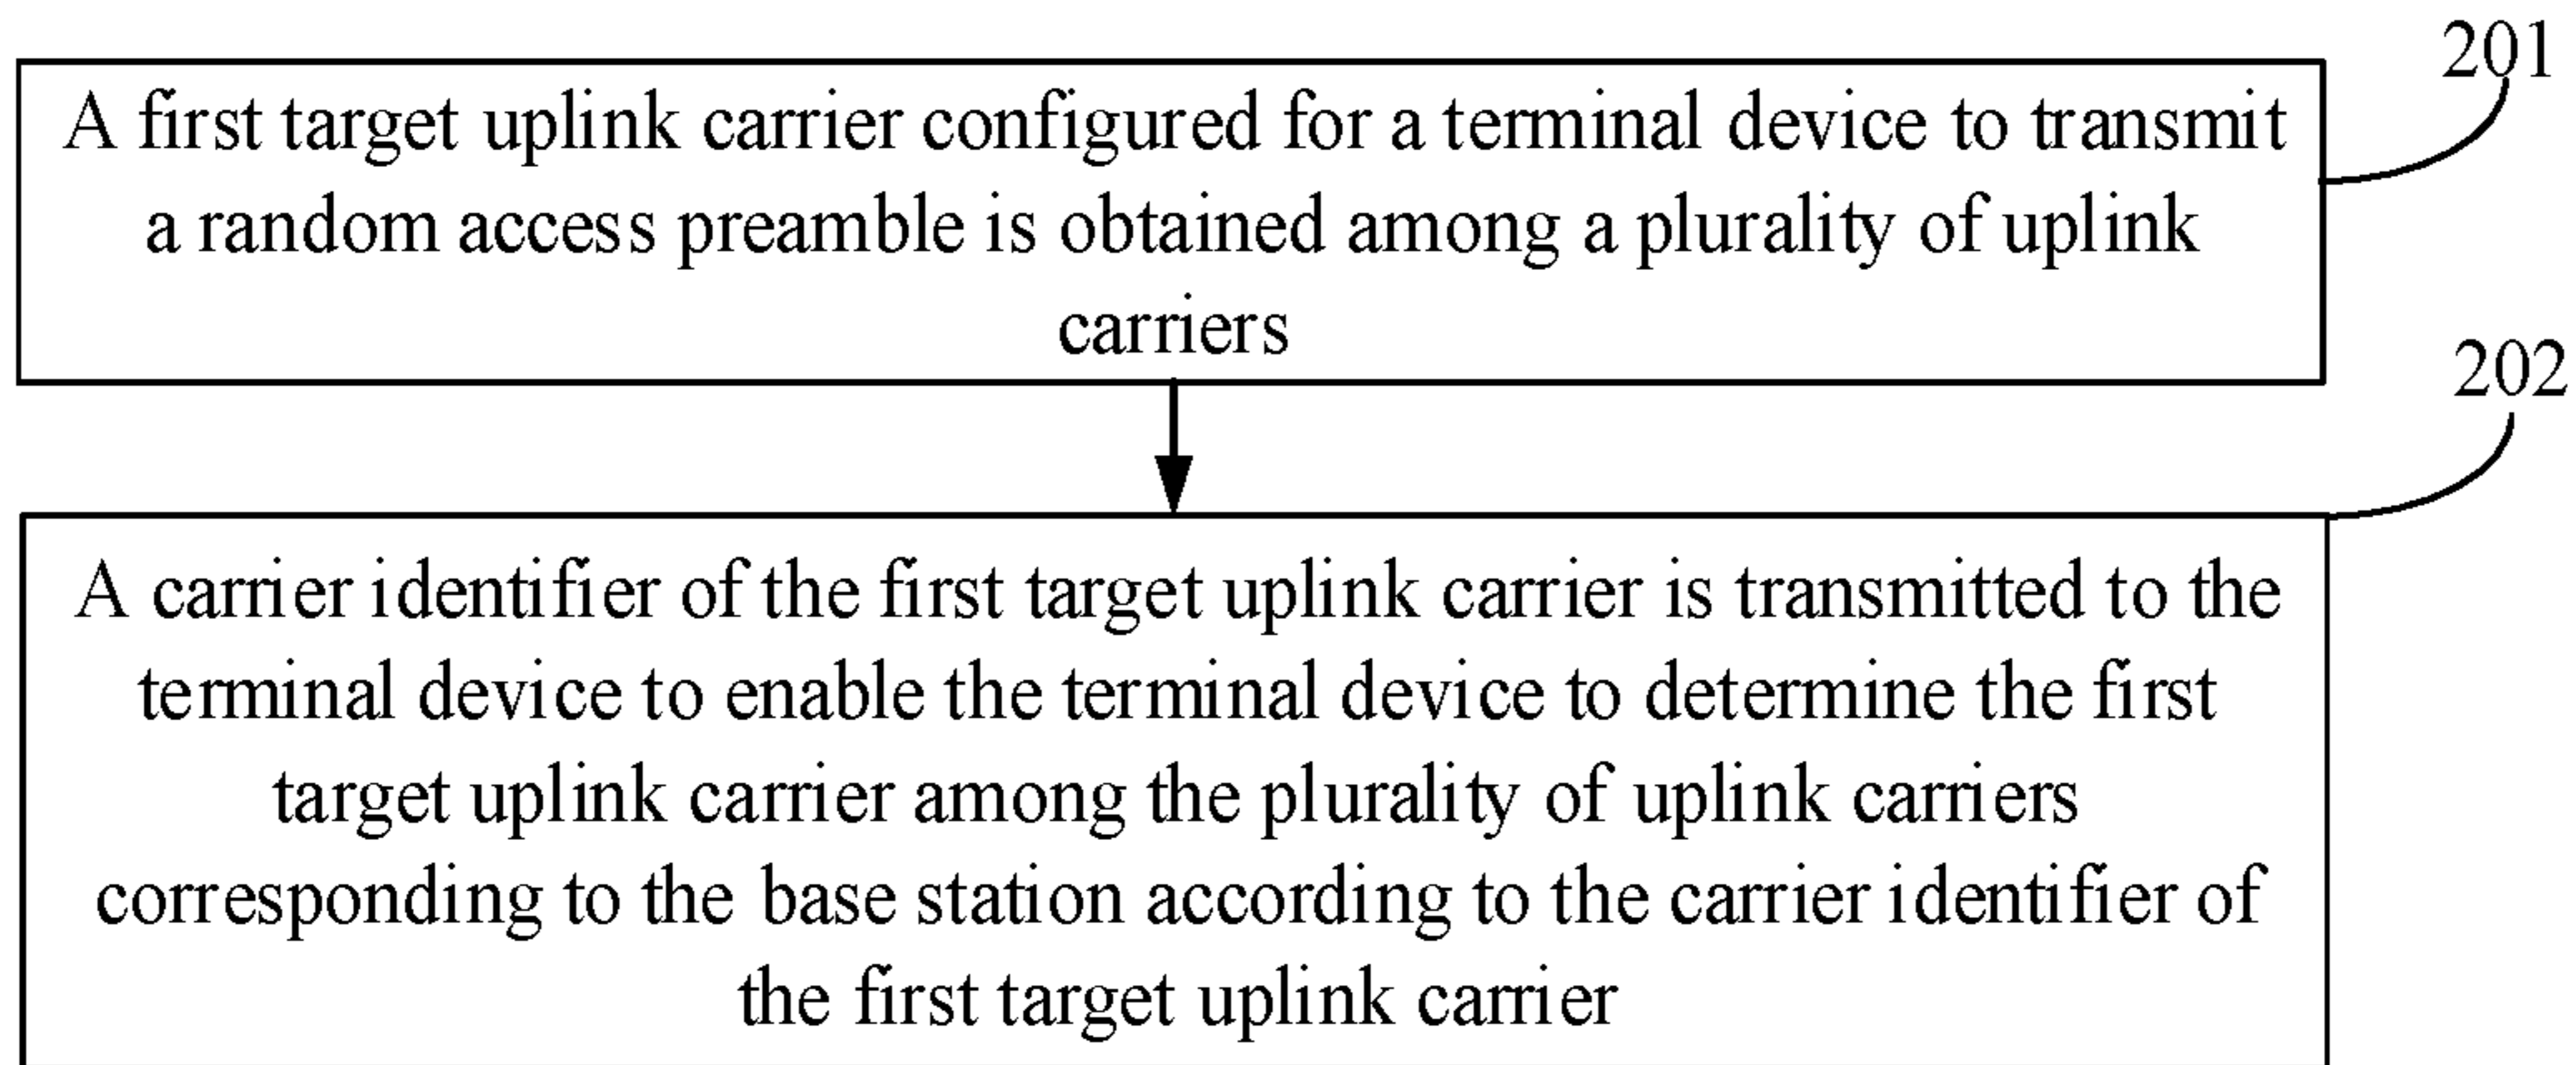 201
A first target uplink carrier configured for a terminal device to transmit
a random access preamble is obtained among a plurality of uplink
carriers
202
A carrier identifier of the first target uplink carrier is transmitted to the
terminal device to enable the terminal device to determine the first
target uplink carrier among the plurality of uplink carriers
corresponding to the base station according to the carrier identifier of
the first target uplink carrier